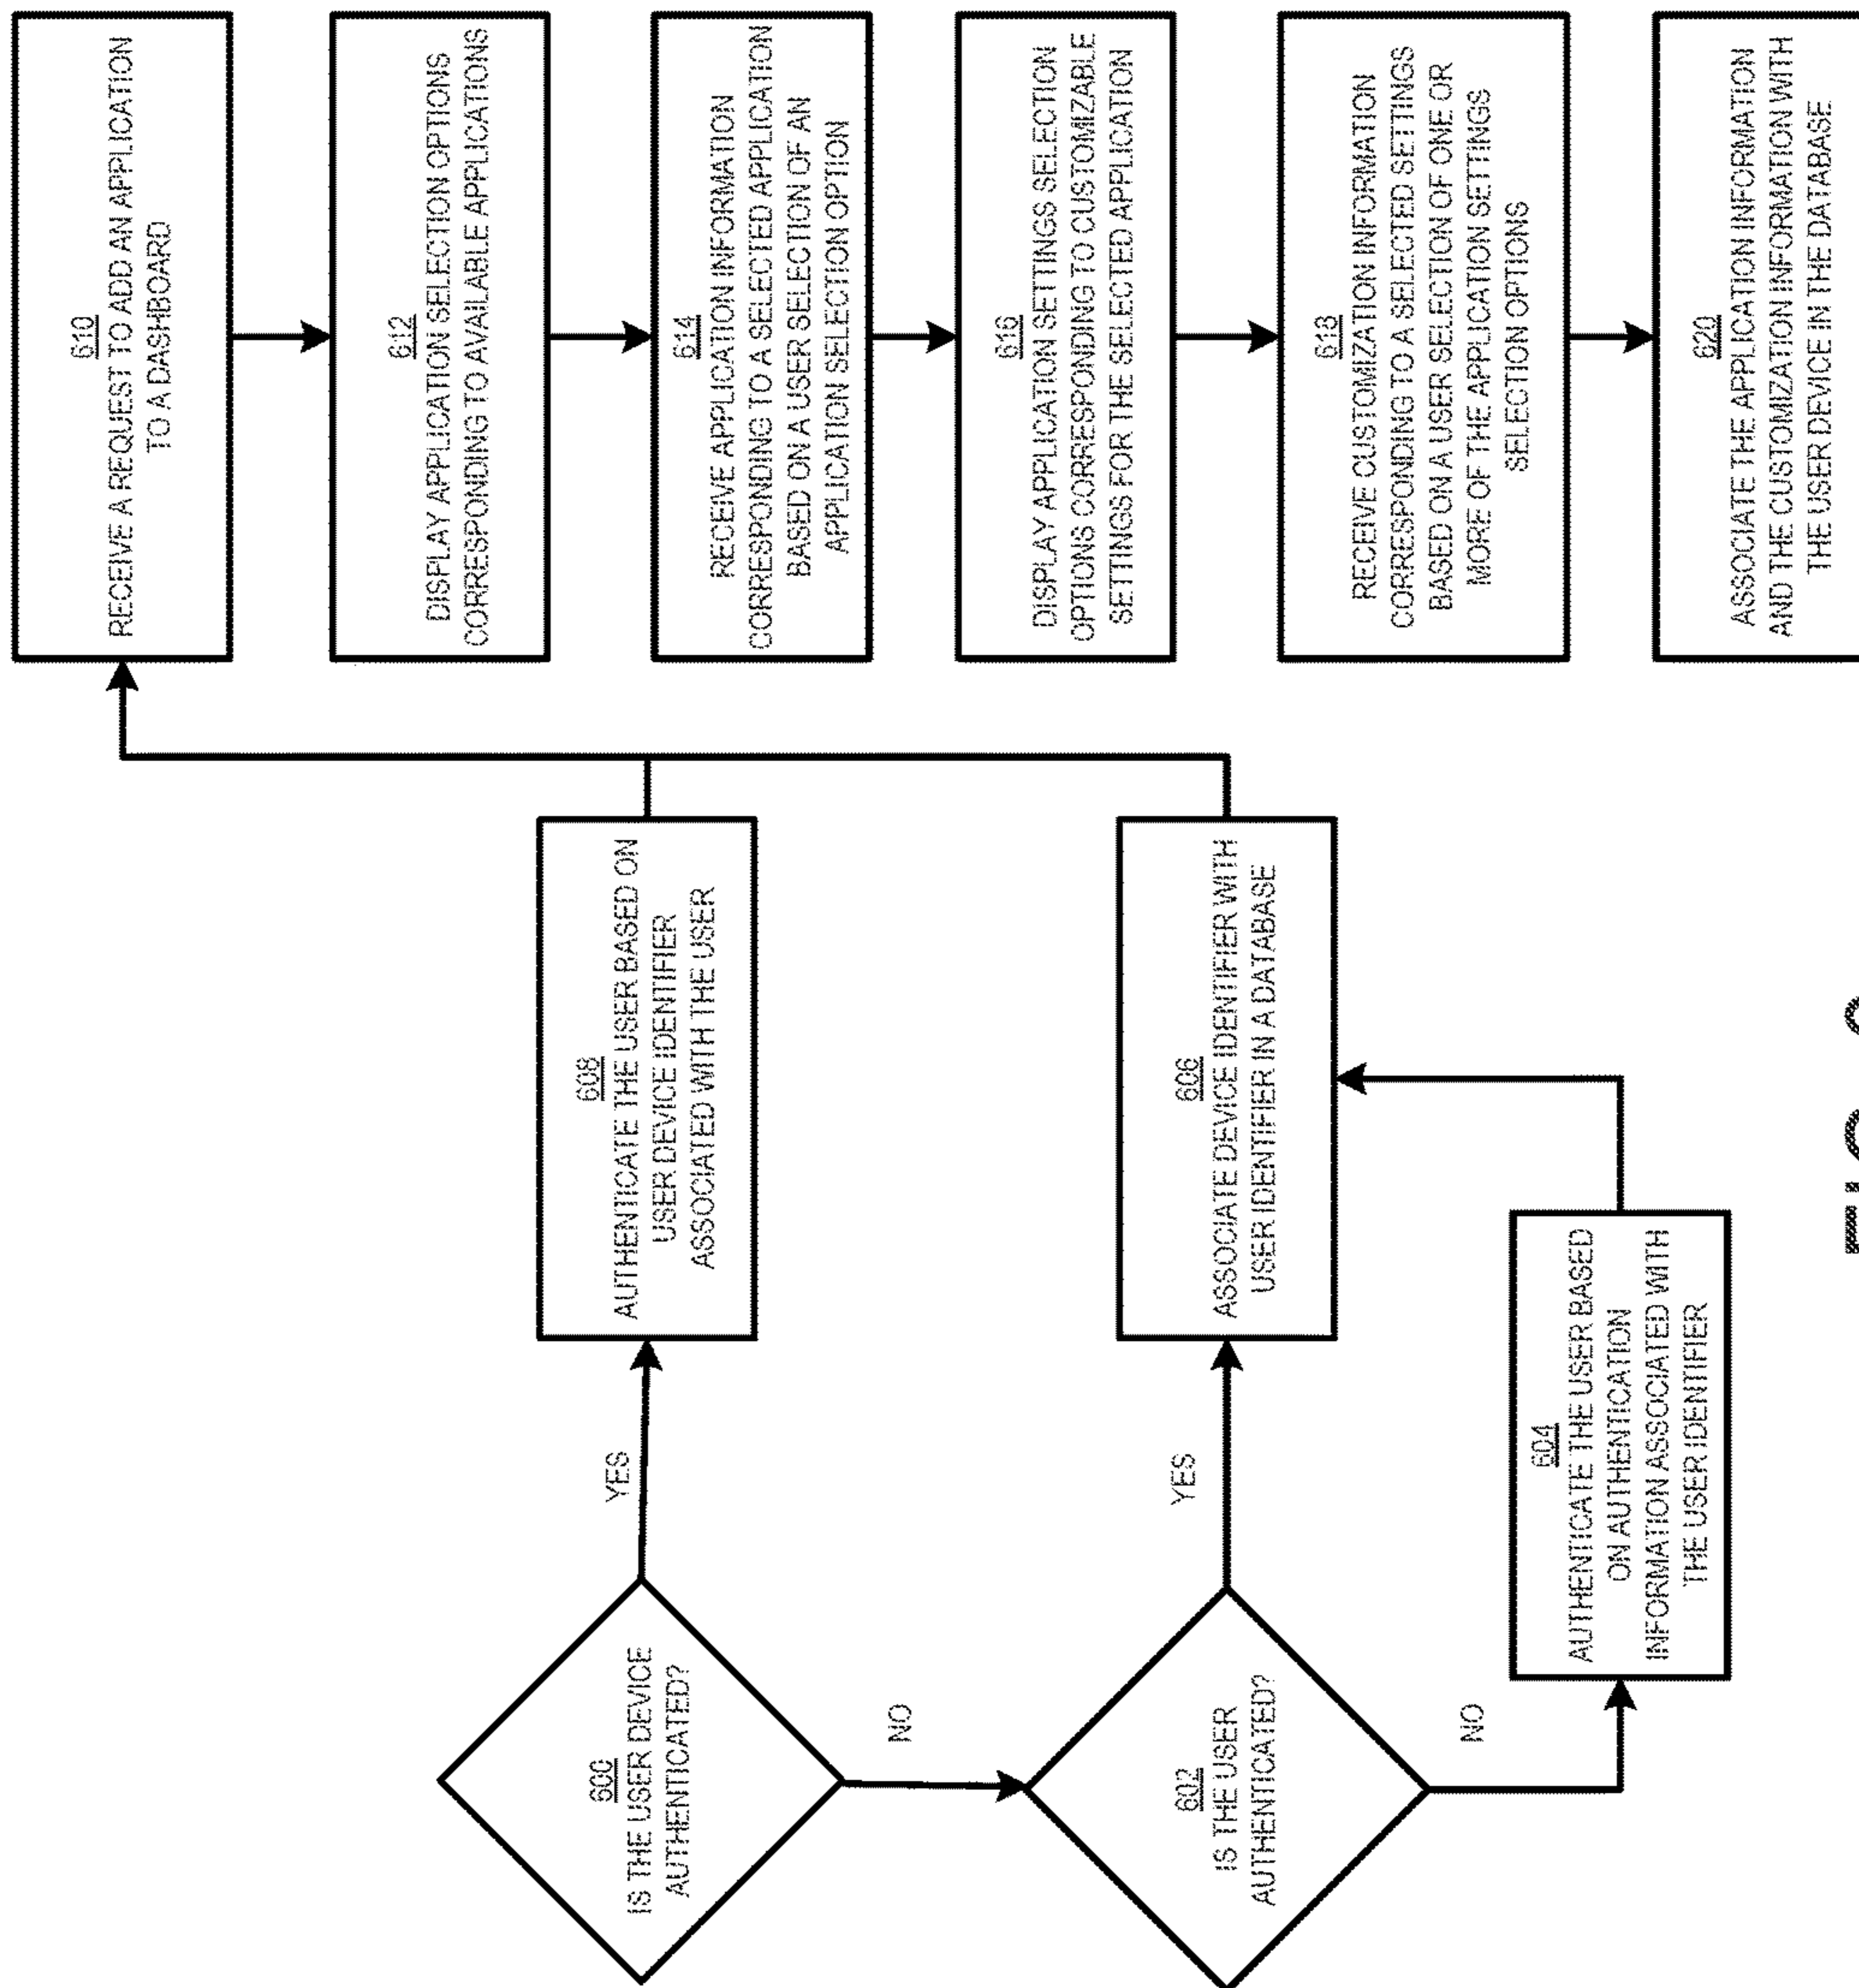 600
IS THE USER DEVICE
AUTHENTICATED?
YES
NO
602
IS THE USER
AUTHENTICATED?
YES
NO
604
AUTHENTICATE THE USER BASED
ON AUTHENTICATION
INFORMATION ASSOCIATED WITH
THE USER IDENTIFIER
606
ASSOCIATE DEVICE IDENTIFIER WITH
USER IDENTIFIER IN A DATABASE
608
AUTHENTICATE THE USER BASED ON
USER DEVICE IDENTIFIER
ASSOCIATED WITH THE USER
610
RECEIVE A REQUEST TO ADD AN APPLICATION
TO A DASHBOARD
612
DISPLAY APPLICATION SELECTION OPTIONS
CORRESPONDING TO AVAILABLE APPLICATIONS
614
RECEIVE APPLICATION INFORMATION
CORRESPONDING TO A SELECTED APPLICATION
BASED ON A USER SELECTION OF AN
APPLICATION SELECTION OPTION
616
DISPLAY APPLICATION SETTINGS SELECTION
OPTIONS CORRESPONDING TO CUSTOMIZABLE
SETTINGS FOR THE SELECTED APPLICATION
618
RECEIVE CUSTOMIZATION INFORMATION
CORRESPONDING TO A SELECTED SETTINGS
BASED ON A USER SELECTION OF ONE OR
MORE OF THE APPLICATION SETTINGS
SELECTION OPTIONS
620
ASSOCIATE THE APPLICATION INFORMATION
AND THE CUSTOMIZATION INFORMATION WITH
THE USER DEVICE IN THE DATABASE